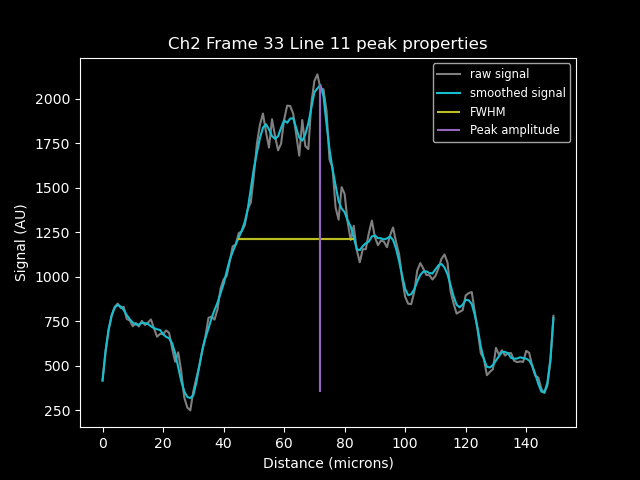 Ch2 Frame 33 Line 11 peak properties
raw signal
smoothed signal
FWHM
Peak amplitude
Signal (AU)
2000
1750
1500
1250
1000
750
500
250
0 20 40 60 80 100 120 140
Distance (microns)